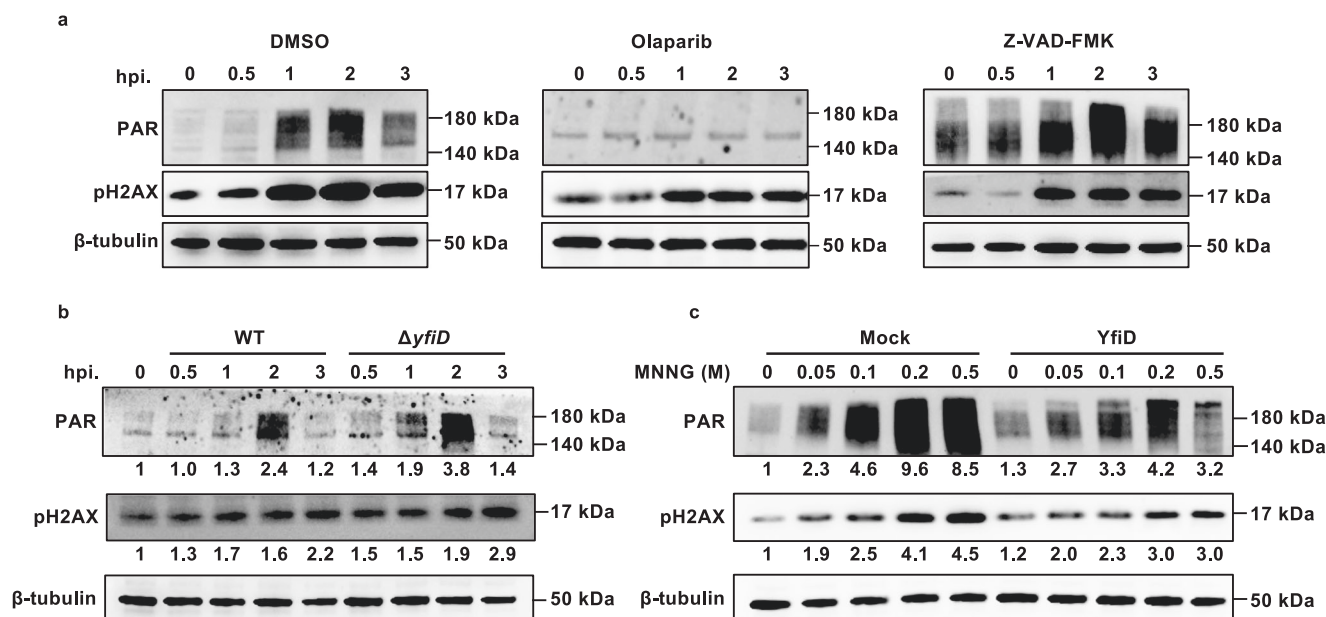 a
DMSO Olaparib Z-VAD-FMK
hpi. 0 0.5 1 2 3 0 0.5 1 2 3 0 0.5 1 2 3
PAR 180 kDa 140 kDa 180 kDa 140 kDa 180 kDa 140 kDa
pH2AX 17 kDa 17 kDa 17 kDa
β-tubulin 50 kDa 50 kDa 50 kDa
b
WT ΔyfiD
hpi. 0 0.5 1 2 3 0.5 1 2 3
PAR 180 kDa
140 kDa
1 1.0 1.3 2.4 1.2 1.4 1.9 3.8 1.4
pH2AX 17 kDa
1 1.3 1.7 1.6 2.2 1.5 1.5 1.9 2.9
β-tubulin 50 kDa
c
Mock YfiD
MNNG (M) 0 0.05 0.1 0.2 0.5 0 0.05 0.1 0.2 0.5
PAR 180 kDa
140 kDa
1 2.3 4.6 9.6 8.5 1.3 2.7 3.3 4.2 3.2
pH2AX 17 kDa
1 1.9 2.5 4.1 4.5 1.2 2.0 2.3 3.0 3.0
β-tubulin 50 kDa